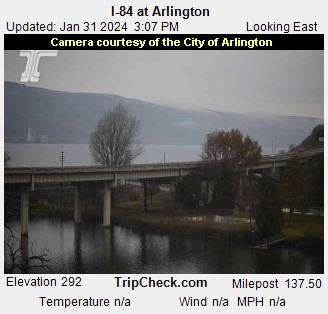 I-84 at Arlington
Updated: Jan 31 2024 3:07 PM Looking East
Camera courtesy of the City of Arlington
Elevation 292 TripCheck.com Milepost 137.50
Temperature n/a Wind n/a MPH n/a